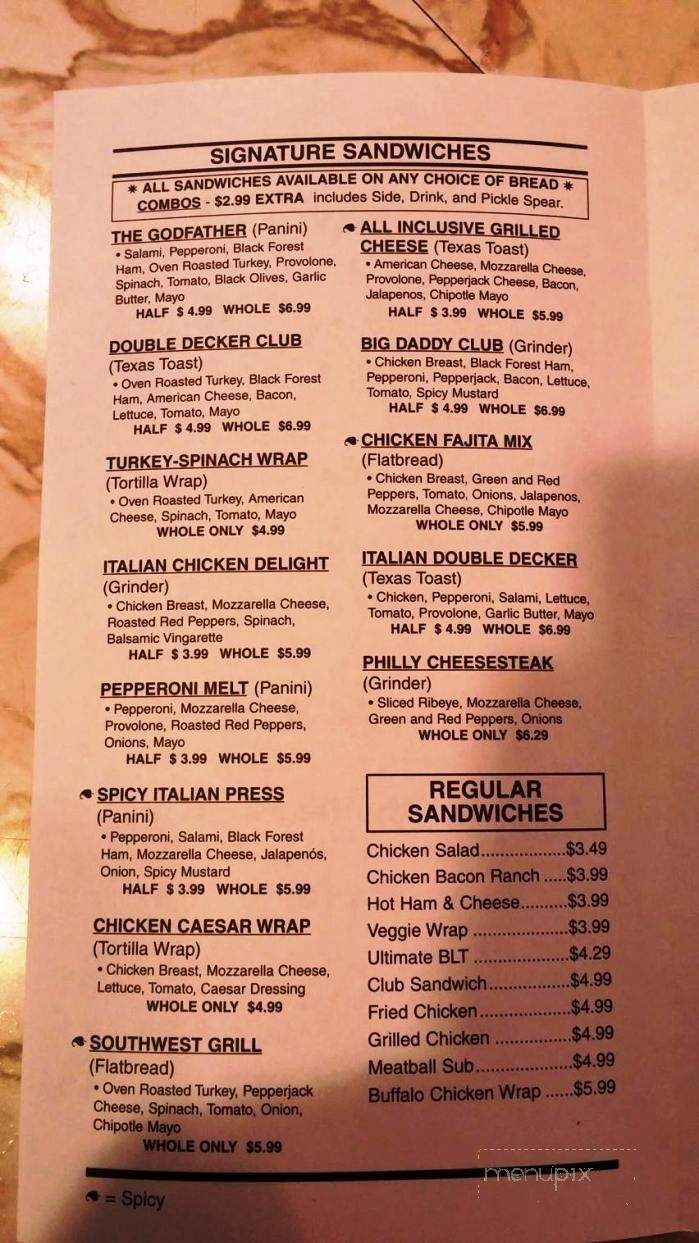 SIGNATURE SANDWICHES
* ALL SANDWICHES AVAILABLE ON ANY CHOICE OF BREAD *
COMBOS - $2.99 EXTRA includes Side, Drink, and Pickle Spear.
THE GODFATHER (Panini)
• Salami, Pepperoni, Black Forest
Ham, Oven Roasted Turkey, Provolone,
Spinach, Tomato, Black Olives, Garlic
Butter, Mayo
HALF $ 4.99 WHOLE $6.99
DOUBLE DECKER CLUB
(Texas Toast)
• Oven Roasted Turkey, Black Forest
Ham, American Cheese, Bacon,
Lettuce, Tomato, Mayo
HALF $ 4.99 WHOLE $6.99
TURKEY-SPINACH WRAP
(Tortilla Wrap)
• Oven Roasted Turkey, American
Cheese, Spinach, Tomato, Mayo
WHOLE ONLY $4.99
ITALIAN CHICKEN DELIGHT
(Grinder)
• Chicken Breast, Mozzarella Cheese,
Roasted Red Peppers, Spinach,
Balsamic Vingarette
HALF $ 3.99 WHOLE $5.99
PEPPERONI MELT (Panini)
• Pepperoni, Mozzarella Cheese,
Provolone, Roasted Red Peppers,
Onions, Mayo
HALF $ 3.99 WHOLE $5.99
SPICY ITALIAN PRESS
(Panini)
• Pepperoni, Salami, Black Forest
Ham, Mozzarella Cheese, Jalapenós,
Onion, Spicy Mustard
HALF $ 3.99 WHOLE $5.99
CHICKEN CAESAR WRAP
(Tortilla Wrap)
• Chicken Breast, Mozzarella Cheese,
Lettuce, Tomato, Caesar Dressing
WHOLE ONLY $4.99
SOUTHWEST GRILL
(Flatbread)
• Oven Roasted Turkey, Pepperjack
Cheese, Spinach, Tomato, Onion,
Chipotle Mayo
WHOLE ONLY $5.99
ALL INCLUSIVE GRILLED
CHEESE (Texas Toast)
• American Cheese, Mozzarella Cheese,
Provolone, Pepperjack Cheese, Bacon,
Jalapenos, Chipotle Mayo
HALF $ 3.99 WHOLE $5.99
BIG DADDY CLUB (Grinder)
• Chicken Breast, Black Forest Ham,
Pepperoni, Pepperjack, Bacon, Lettuce,
Tomato, Spicy Mustard
HALF $ 4.99 WHOLE $6.99
CHICKEN FAJITA MIX
(Flatbread)
• Chicken Breast, Green and Red
Peppers, Tomato, Onions, Jalapenos,
Mozzarella Cheese, Chipotle Mayo
WHOLE ONLY $5.99
ITALIAN DOUBLE DECKER
(Texas Toast)
• Chicken, Pepperoni, Salami, Lettuce,
Tomato, Provolone, Garlic Butter, Mayo
HALF $ 4.99 WHOLE $6.99
PHILLY CHEESESTEAK
(Grinder)
• Sliced Ribeye, Mozzarella Cheese,
Green and Red Peppers, Onions
WHOLE ONLY $6.29
REGULAR
SANDWICHES
Chicken Salad..................$3.49
Chicken Bacon Ranch .....$3.99
Hot Ham & Cheese..........$3.99
Veggie Wrap ....................$3.99
Ultimate BLT .....................$4.29
Club Sandwich.................$4.99
Fried Chicken...................$4.99
Grilled Chicken ................$4.99
Meatball Sub....................$4.99
Buffalo Chicken Wrap ......$5.99
= Spicy
menupix